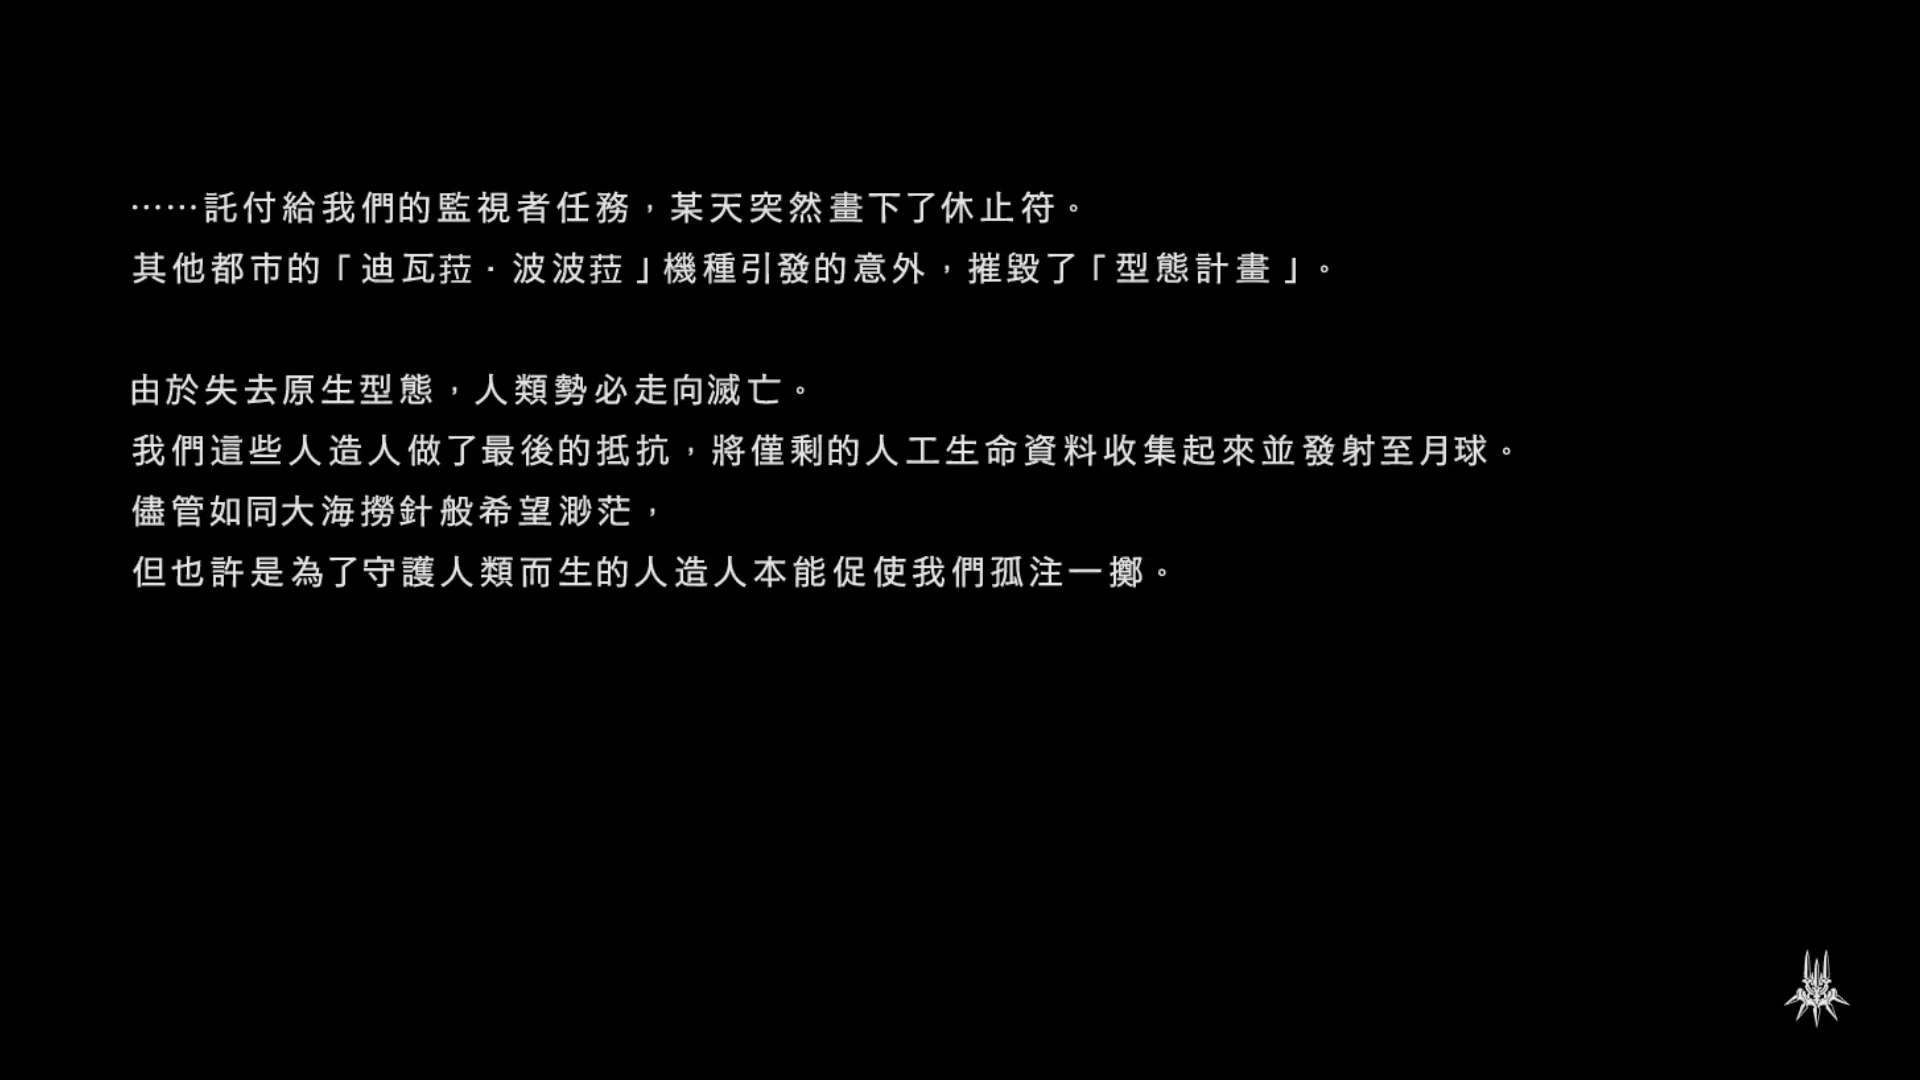 ……託付給我們的監視者任務，某天突然畫下了休止符。
其他都市的「迪瓦菈．波波菈」機種引發的意外，摧毀了「型態計畫」。
由於失去原生型態，人類勢必走向滅亡。
我們這些人造人做了最後的抵抗，將僅剩的人工生命資料收集起來並發射至月球。
儘管如同大海撈針般希望渺茫，
但也許是為了守護人類而生的人造人本能促使我們孤注一擲。